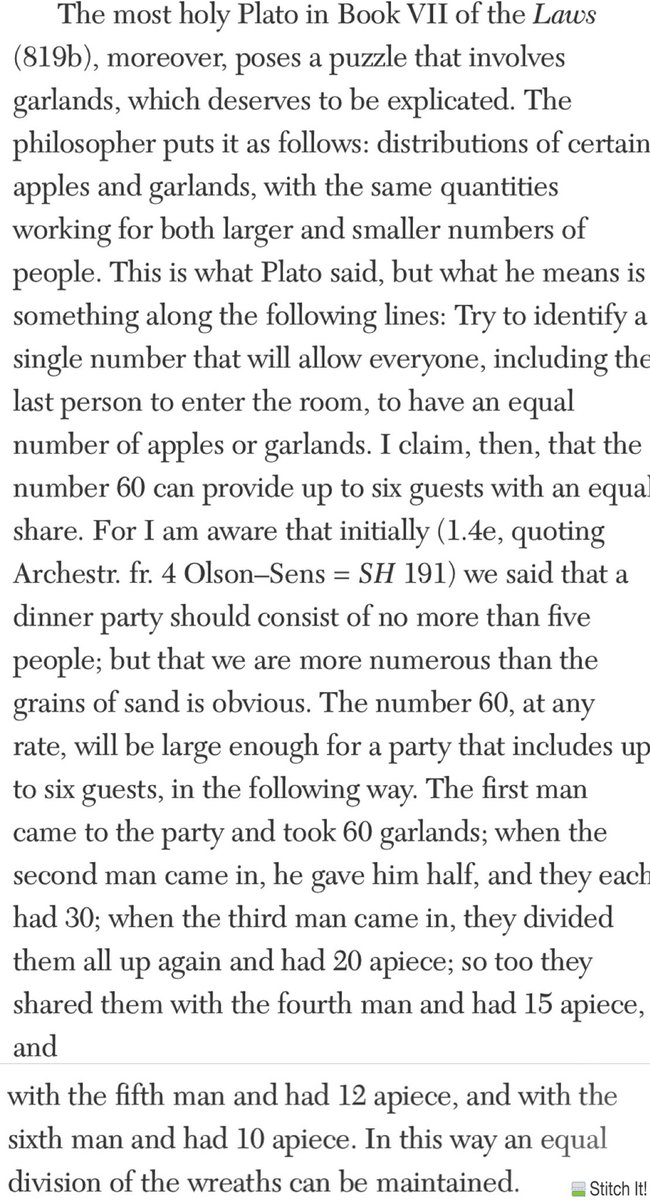 The most holy Plato in Book VII of the Laws
(819b), moreover, poses a puzzle that involves
garlands, which deserves to be explicated. The
philosopher puts it as follows: distributions of certain
apples and garlands, with the same quantities
working for both larger and smaller numbers of
people. This is what Plato said, but what he means is
something along the following lines: Try to identify a
single number that will allow everyone, including the
last person to enter the room, to have an equal
number of apples or garlands. I claim, then, that the
number 60 can provide up to six guests with an equal
share. For I am aware that initially (1.4e, quoting
Archestr. fr. 4 Olson–Sens = SH 191) we said that a
dinner party should consist of no more than five
people; but that we are more numerous than the
grains of sand is obvious. The number 60, at any
rate, will be large enough for a party that includes up
to six guests, in the following way. The first man
came to the party and took 60 garlands; when the
second man came in, he gave him half, and they each
had 30; when the third man came in, they divided
them all up again and had 20 apiece; so too they
shared them with the fourth man and had 15 apiece,
and
with the fifth man and had 12 apiece, and with the
sixth man and had 10 apiece. In this way an equal
division of the wreaths can be maintained.
Stitch It!